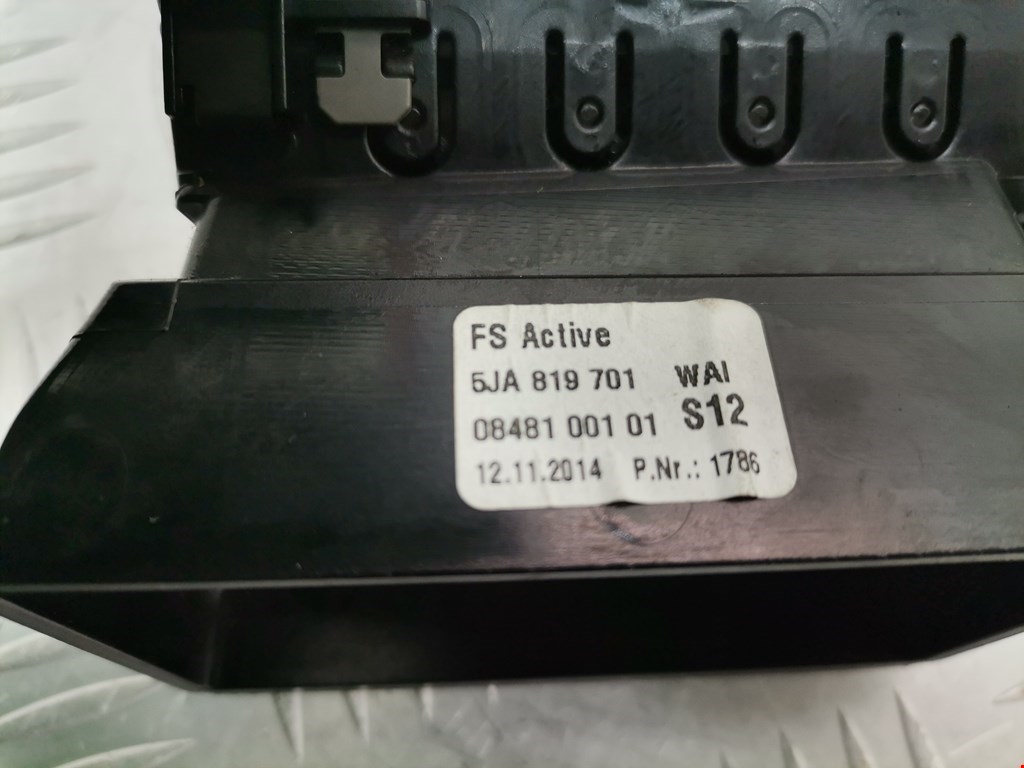 FS Active
5JA 819 701 WAI
08481 001 01 S12
12.11.2014 P.Nr.: 1786